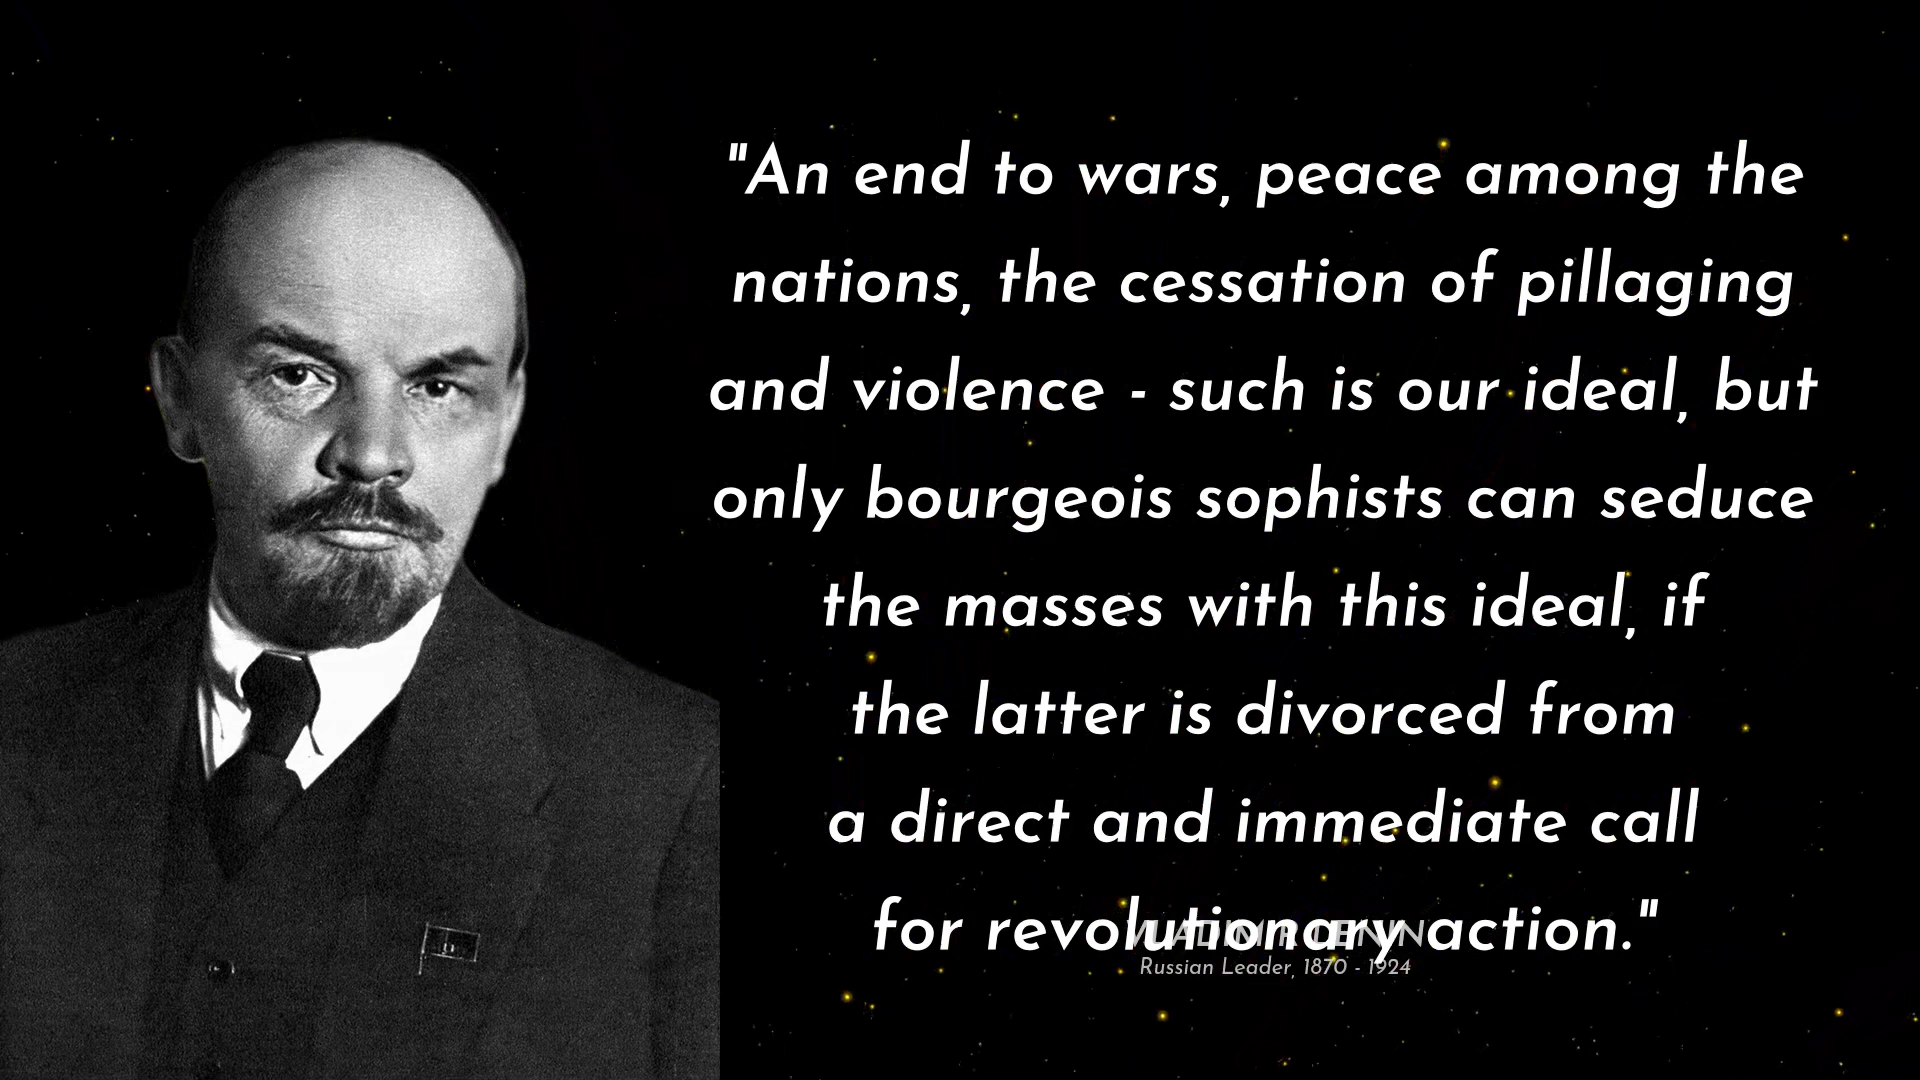 "An end to wars, peace among the
nations, the cessation of pillaging
and violence - such is our ideal, but
only bourgeois sophists can seduce
the masses with this ideal, if
the latter is divorced from
a direct and immediate call
for revolutionary action."
VLADIMIR LENIN
Russian Leader, 1870 - 1924